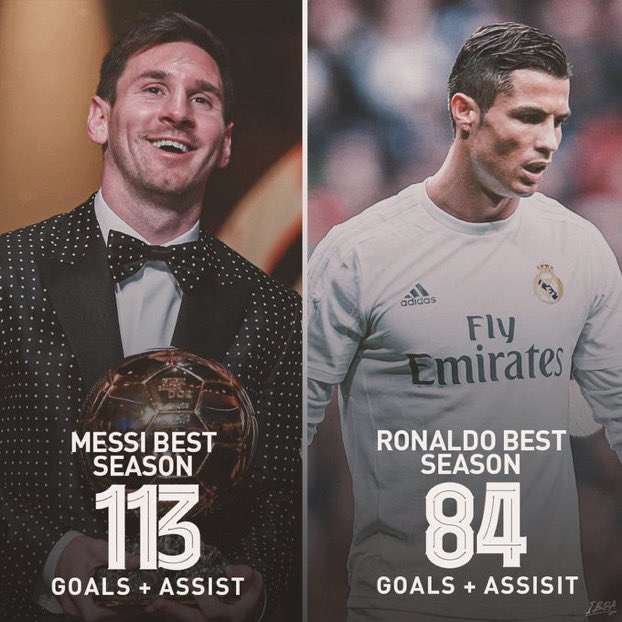 MESSI BEST
SEASON
113
GOALS + ASSIST
adidas
Fly
Emirates
RONALDO BEST
SEASON
84
GOALS + ASSISIT